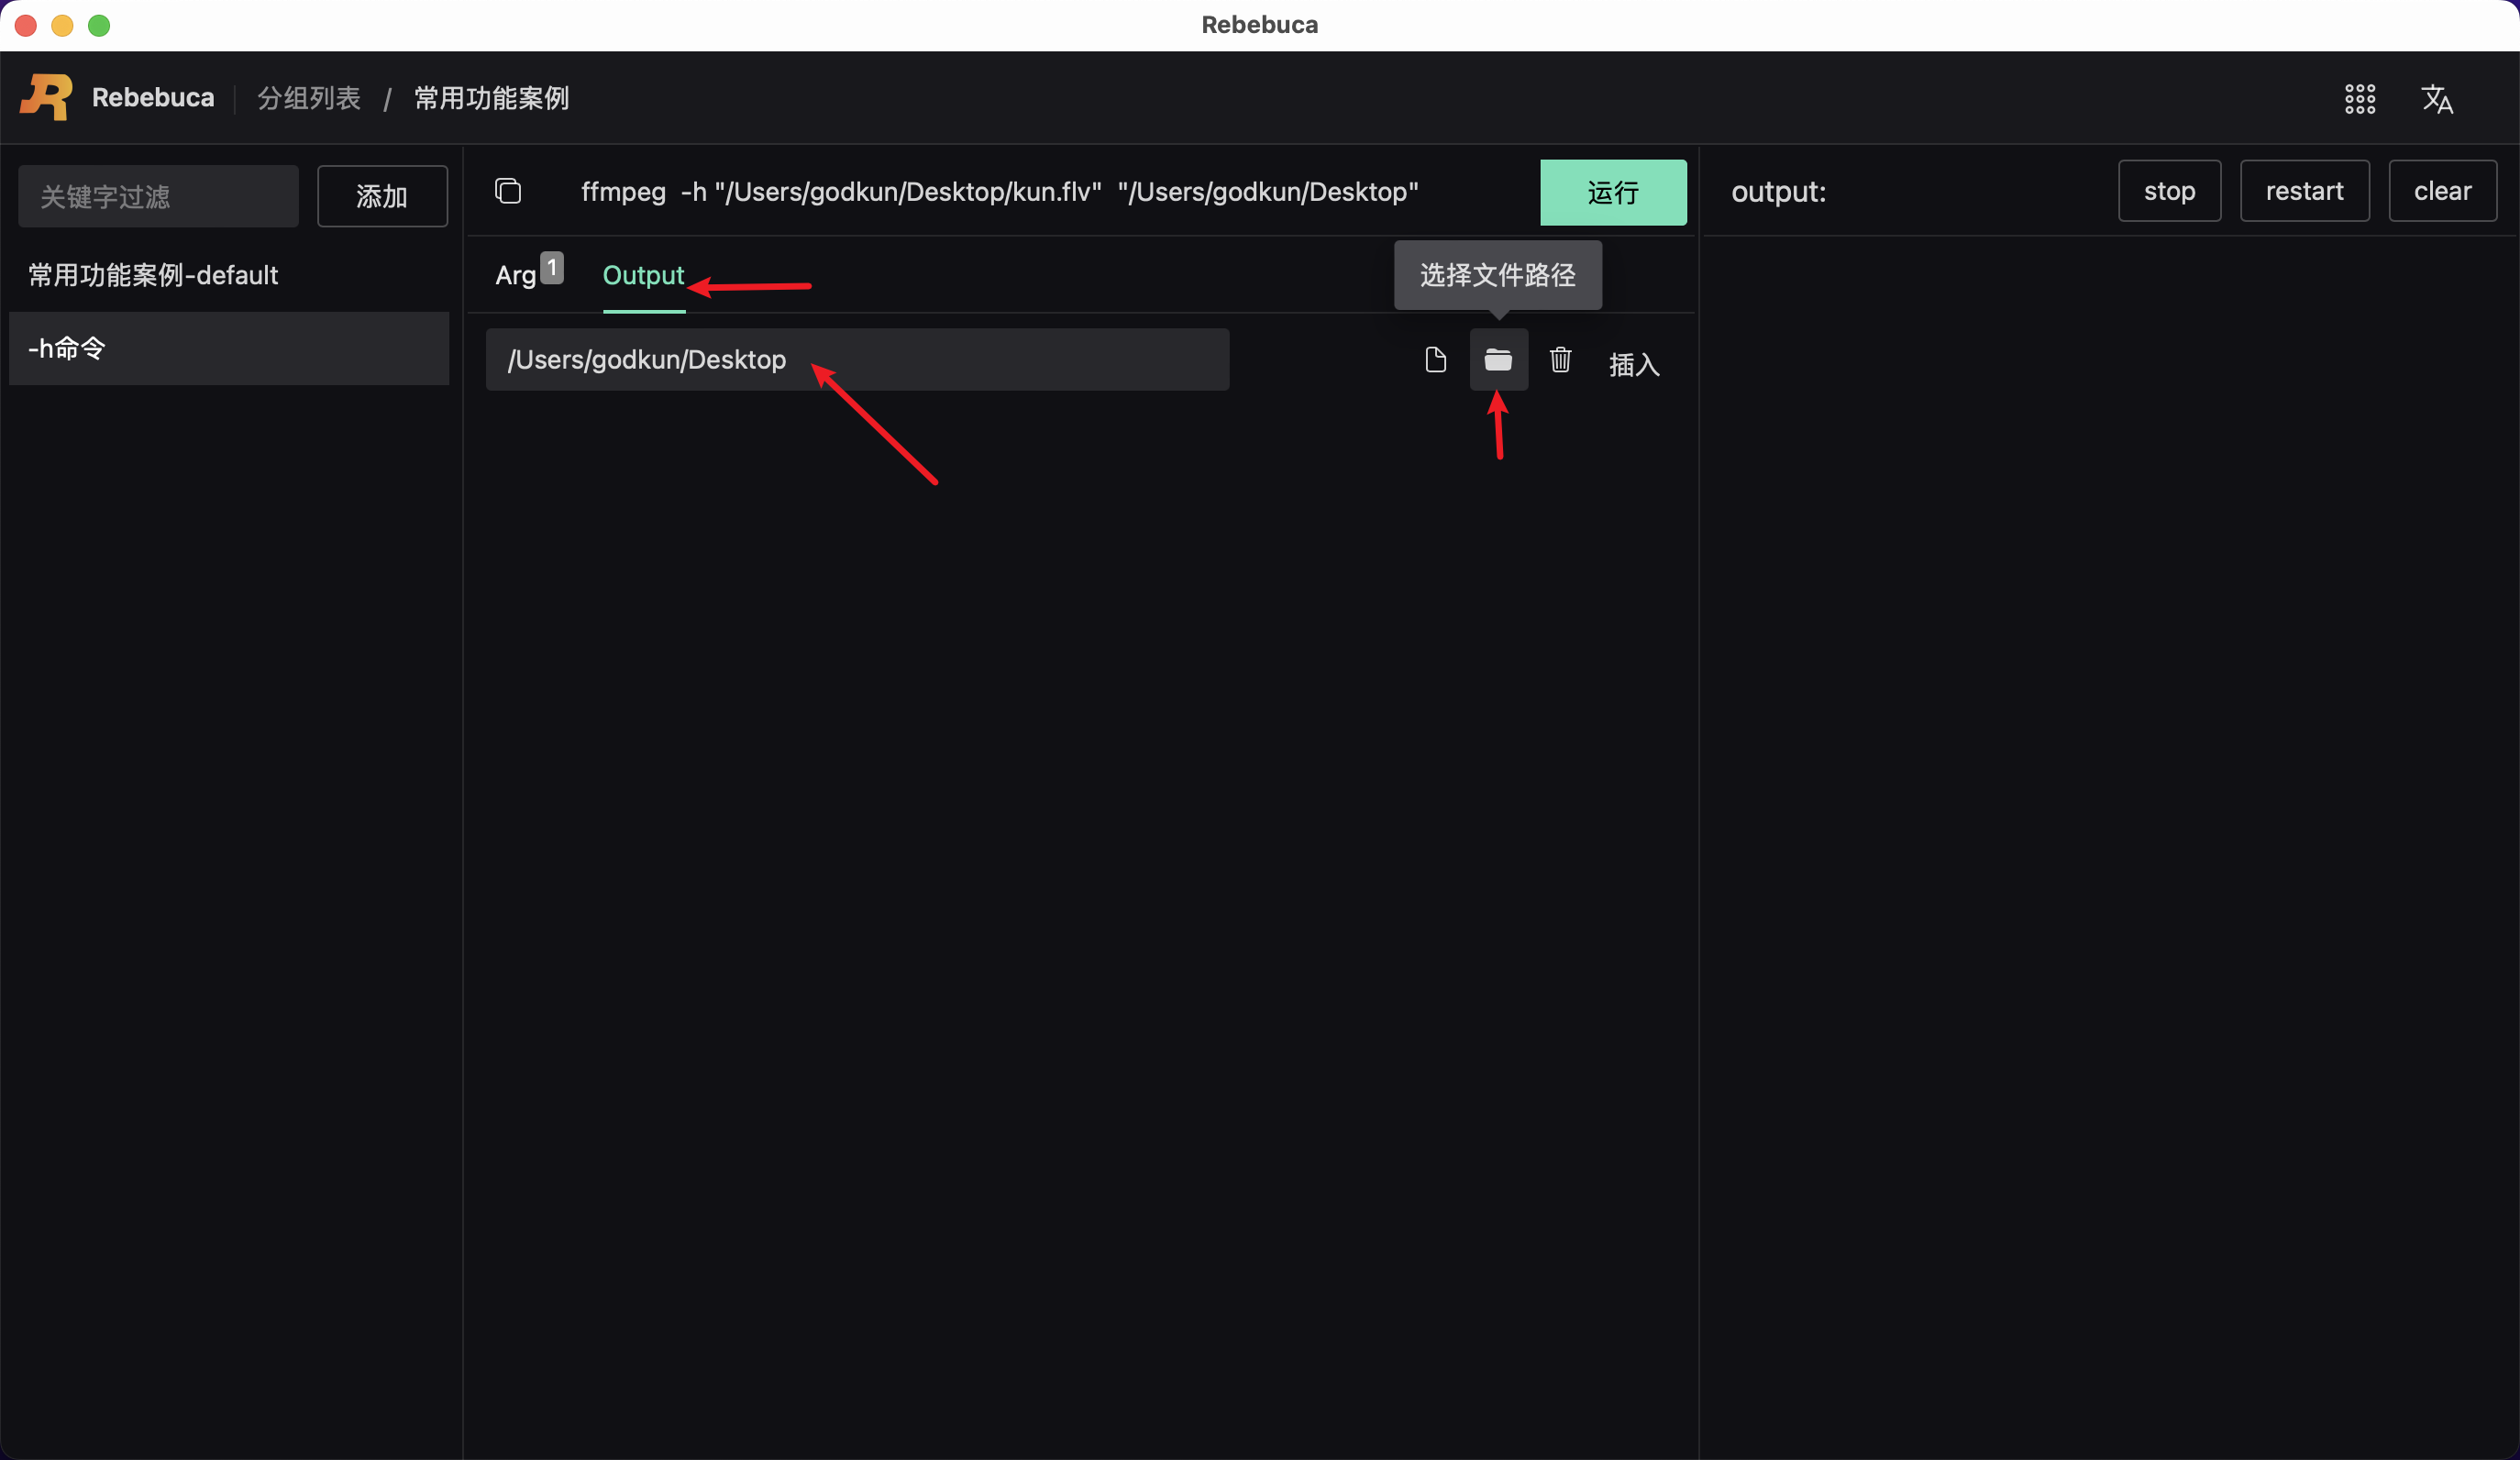 Rebebuca
Rebebuca 分组列表 / 常用功能案例
关键字过滤 添加
常用功能案例-default
-h命令
ffmpeg -h "/Users/godkun/Desktop/kun.flv" "/Users/godkun/Desktop" 运行
Arg 1 Output
选择文件路径
/Users/godkun/Desktop 插入
output: stop restart clear